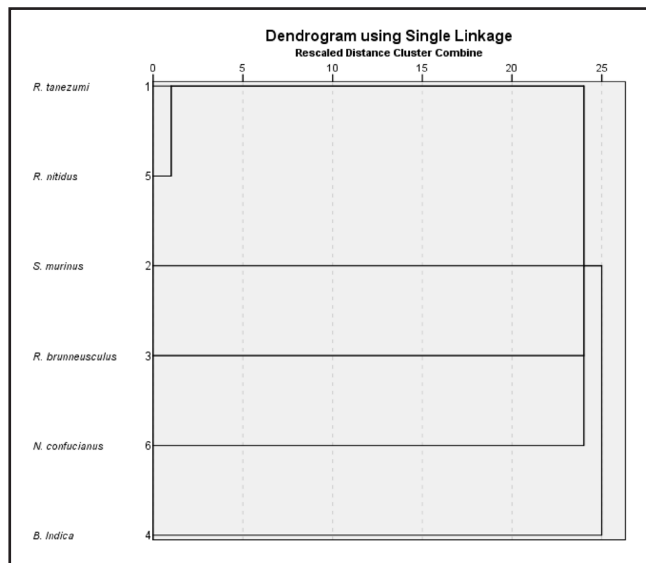 Dendrogram using Single Linkage
Rescaled Distance Cluster Combine
0 5 10 15 20 25
R. tanezumi 1
R. nitidus 5
S. murinus 2
R. brunneusculus 3
N. confucianus 6
B. Indica 4